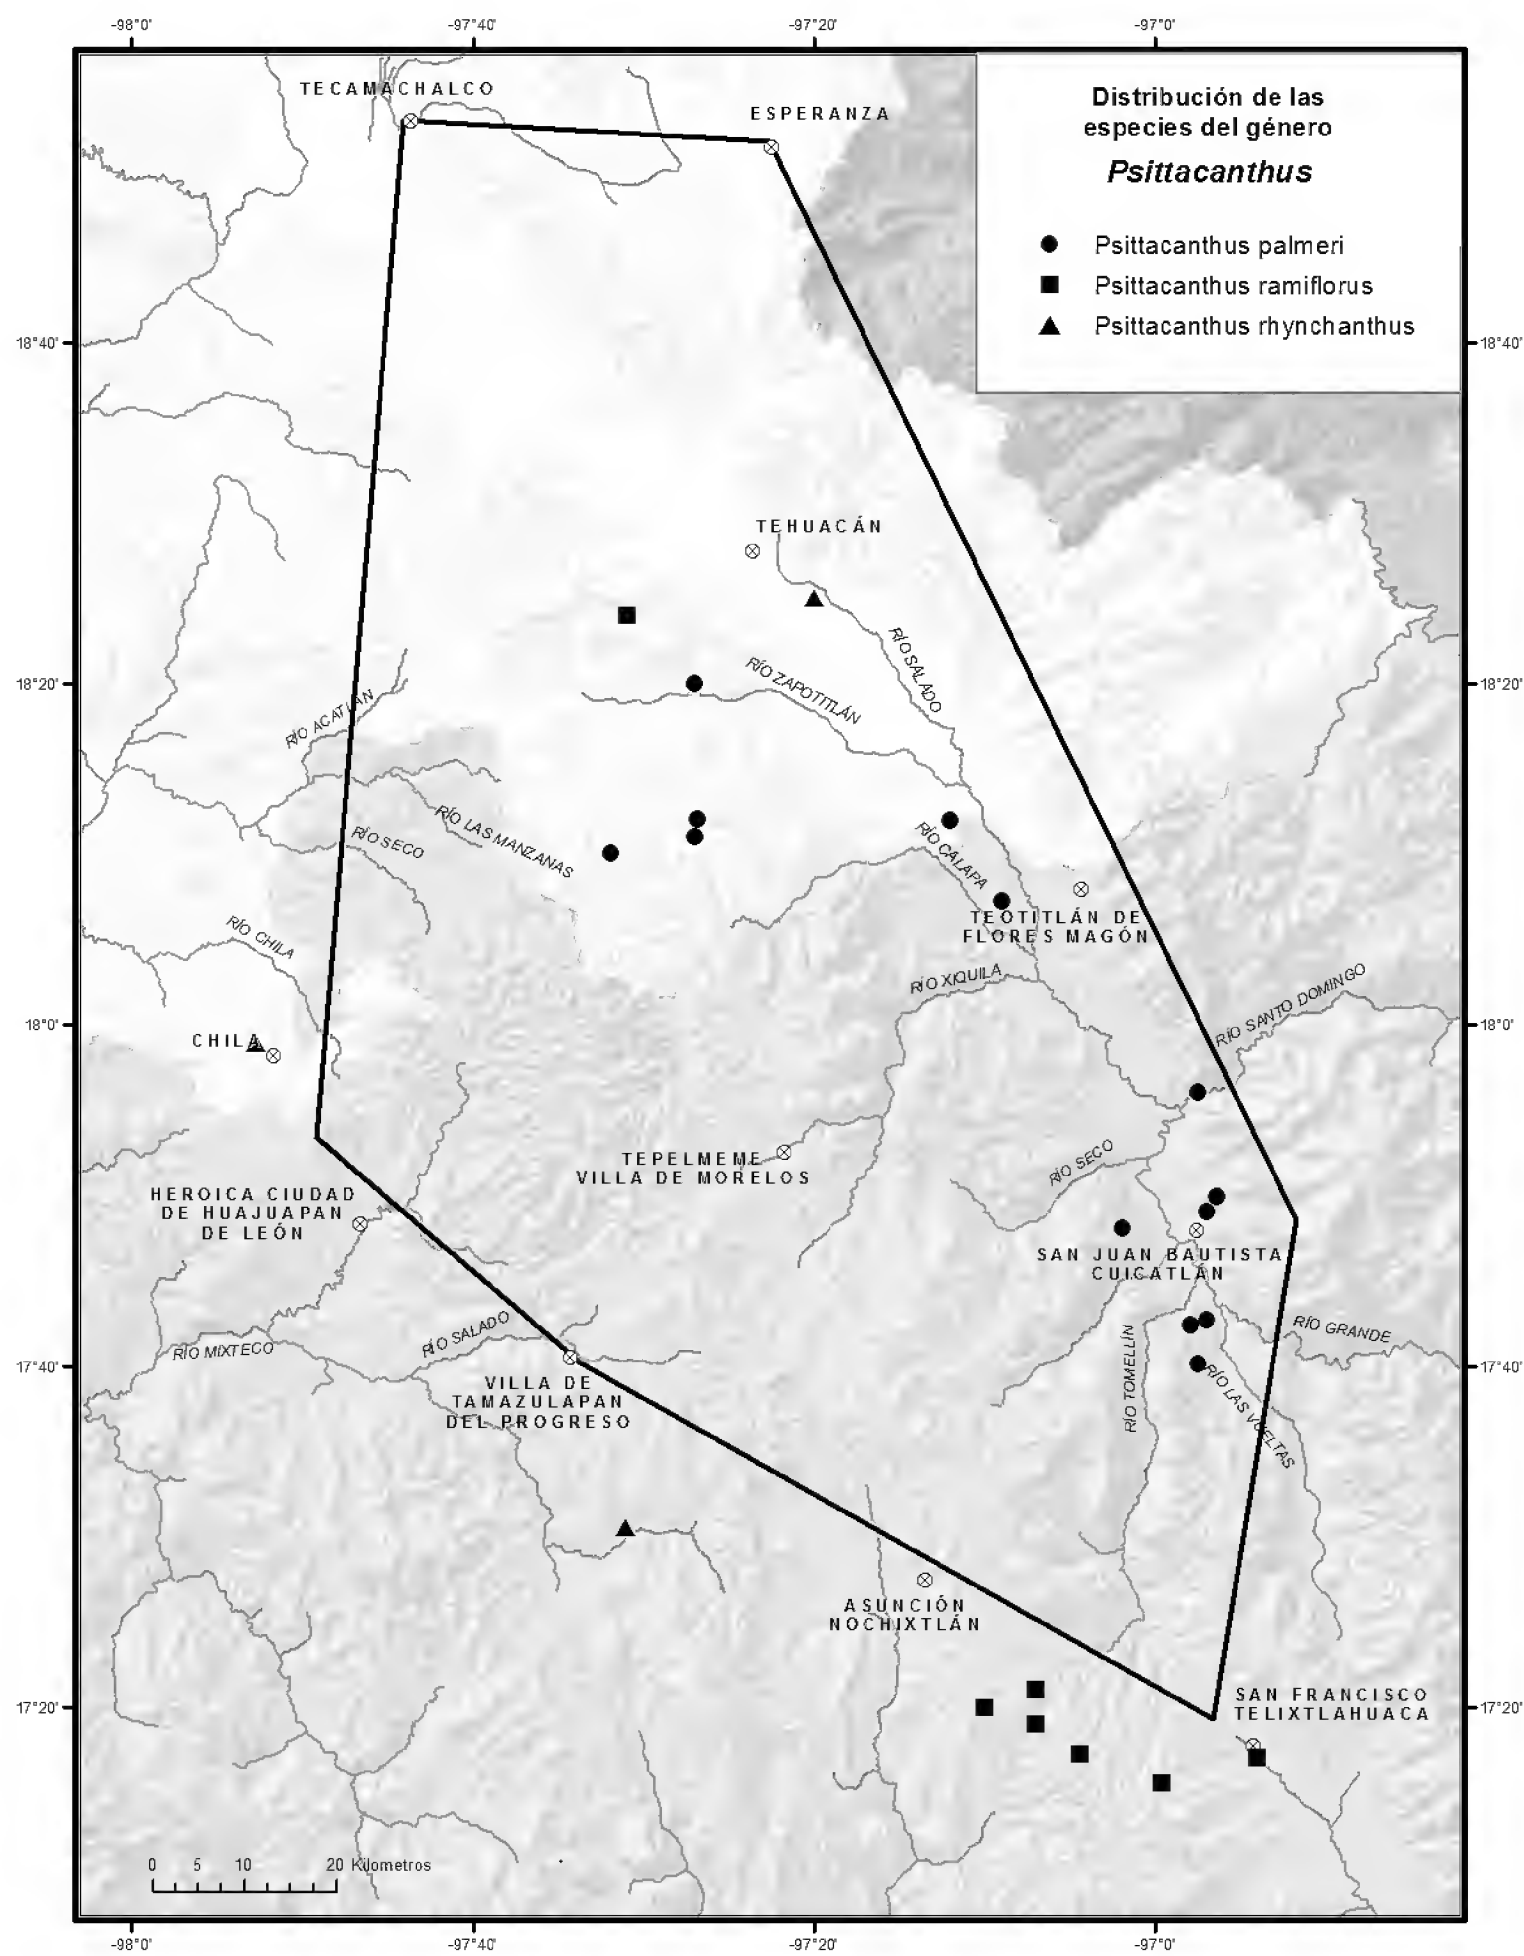 -98°0'
-97°40'
-97°20'
-97°0'
TECAMACHALCO
ESPERANZA
Distribución de las
especies del género
Psittacanthus
Psittacanthus palmeri
Psittacanthus ramiflorus
Psittacanthus rhynchanthus
18°40'
18°40'
TEHUACÁN
RÍO SALADO
RÍO ZAPOTITLÁN
18°20'
18°20'
RÍO ACATLÁN
RÍO LAS MANZANAS
RÍO SECO
RÍO CALAPA
TEOTITLÁN DE
FLORES MAGÓN
RÍO CHILA
RÍO XIQUILA
RÍO SANTO DOMINGO
18°0'
18°0'
CHILA
TEPELMEME
VILLA DE MORELOS
RÍO SECO
HEROICA CIUDAD
DE HUAJUAPAN
DE LEÓN
SAN JUAN BAUTISTA
CUICATLÁN
RÍO SALADO
RÍO MIXTECO
RÍO GRANDE
RÍO TOMELLÍN
RÍO LAS VUELTAS
17°40'
17°40'
VILLA DE
TAMAZULAPAN
DEL PROGRESO
ASUNCIÓN
NOCHIXTLÁN
SAN FRANCISCO
TELIXTLAHUACA
17°20'
17°20'
0 5 10 20 Kilometros
-98°0'
-97°40'
-97°20'
-97°0'